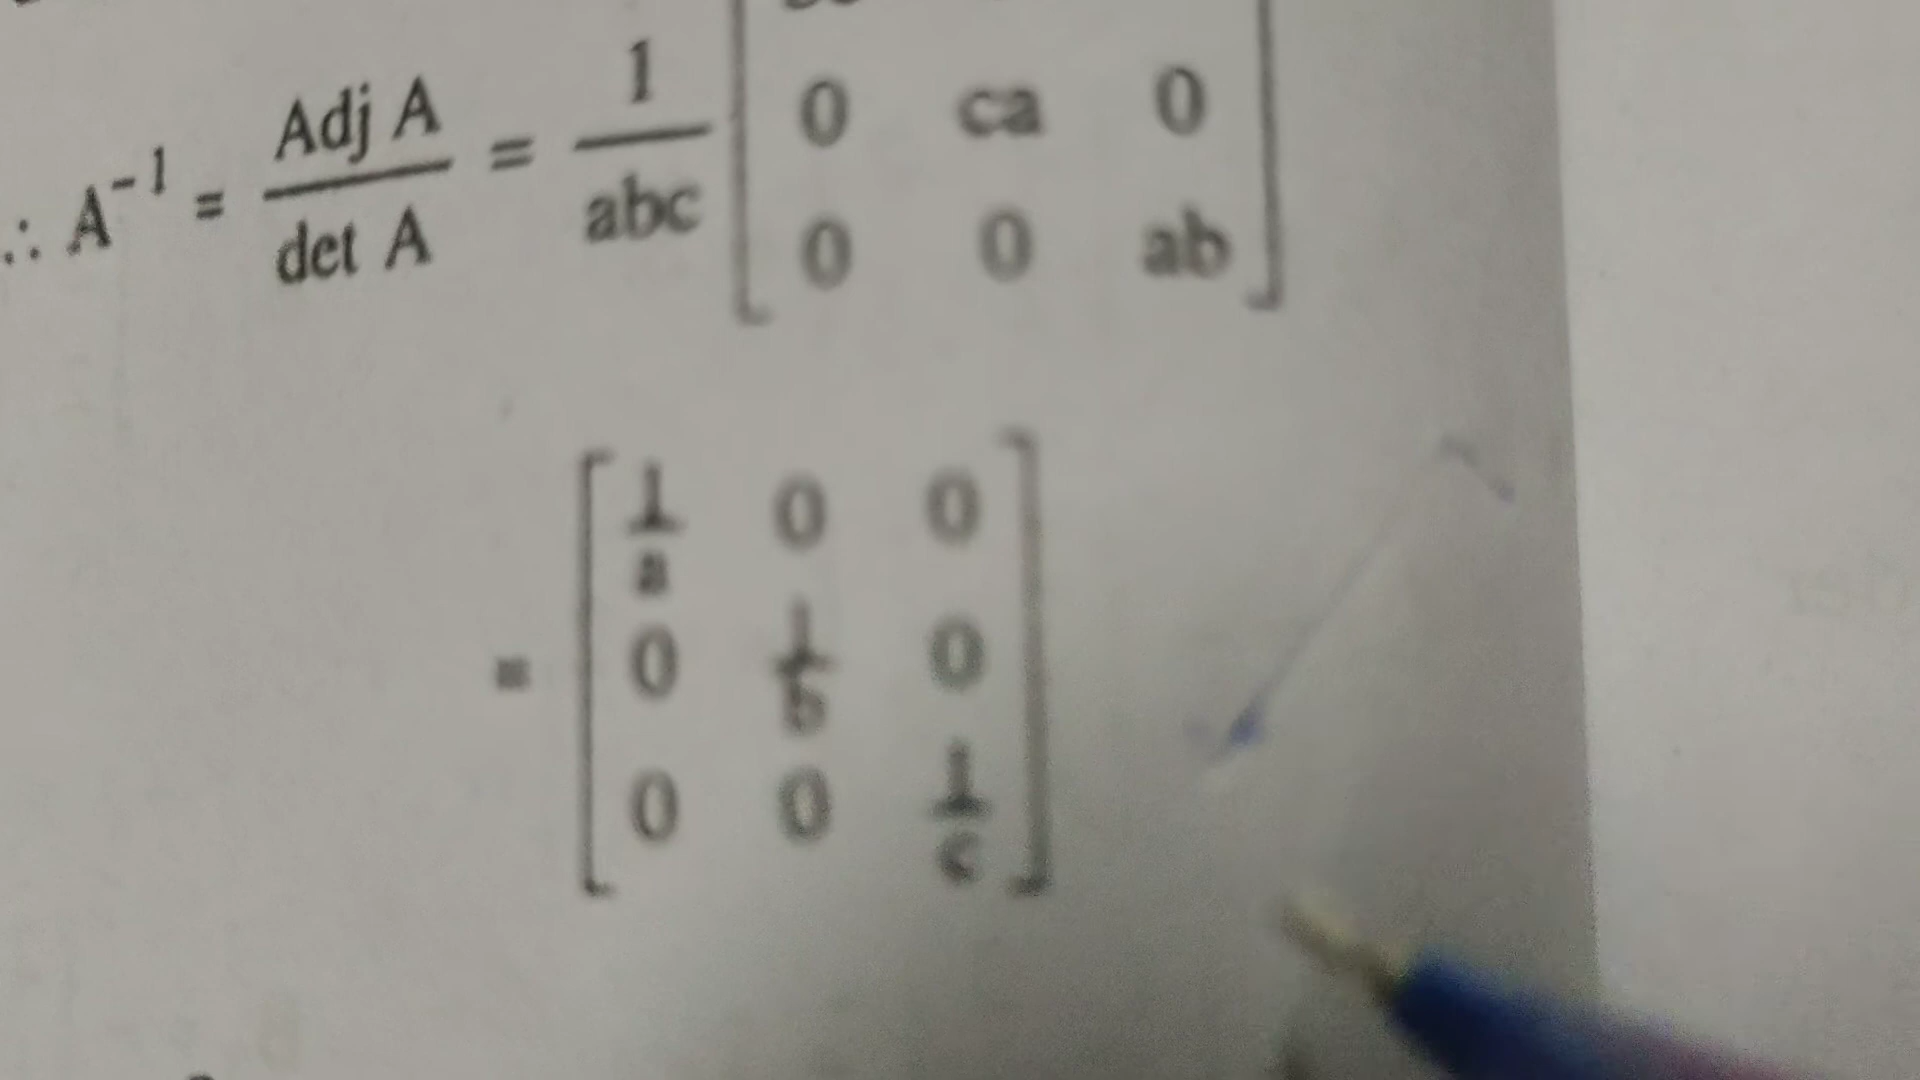 ∴ A⁻¹ = Adj A / det A = 1 / abc [
0 ca 0
0 0 ab ]
= [ 1/a 0 0
0 1/b 0
0 0 1/c ]